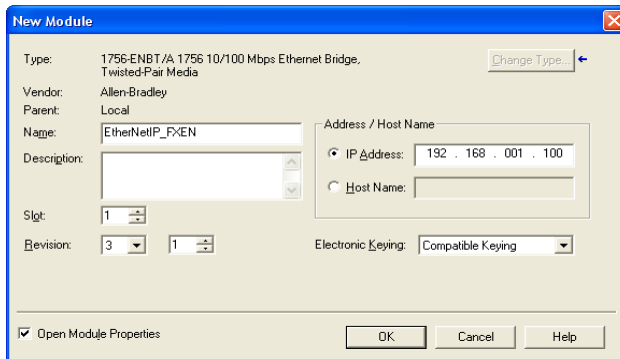 New Module
Type: 1756-ENBT/A 1756 10/100 Mbps Ethernet Bridge,
Twisted-Pair Media
Change Type...
Vendor: Allen-Bradley
Parent: Local
Name: EtherNetIP_FXEN
Address / Host Name
IP Address: 192 . 168 . 001 . 100
Description:
Host Name:
Slot: 1
Revision: 3 1
Electronic Keying: Compatible Keying
Open Module Properties
OK Cancel Help